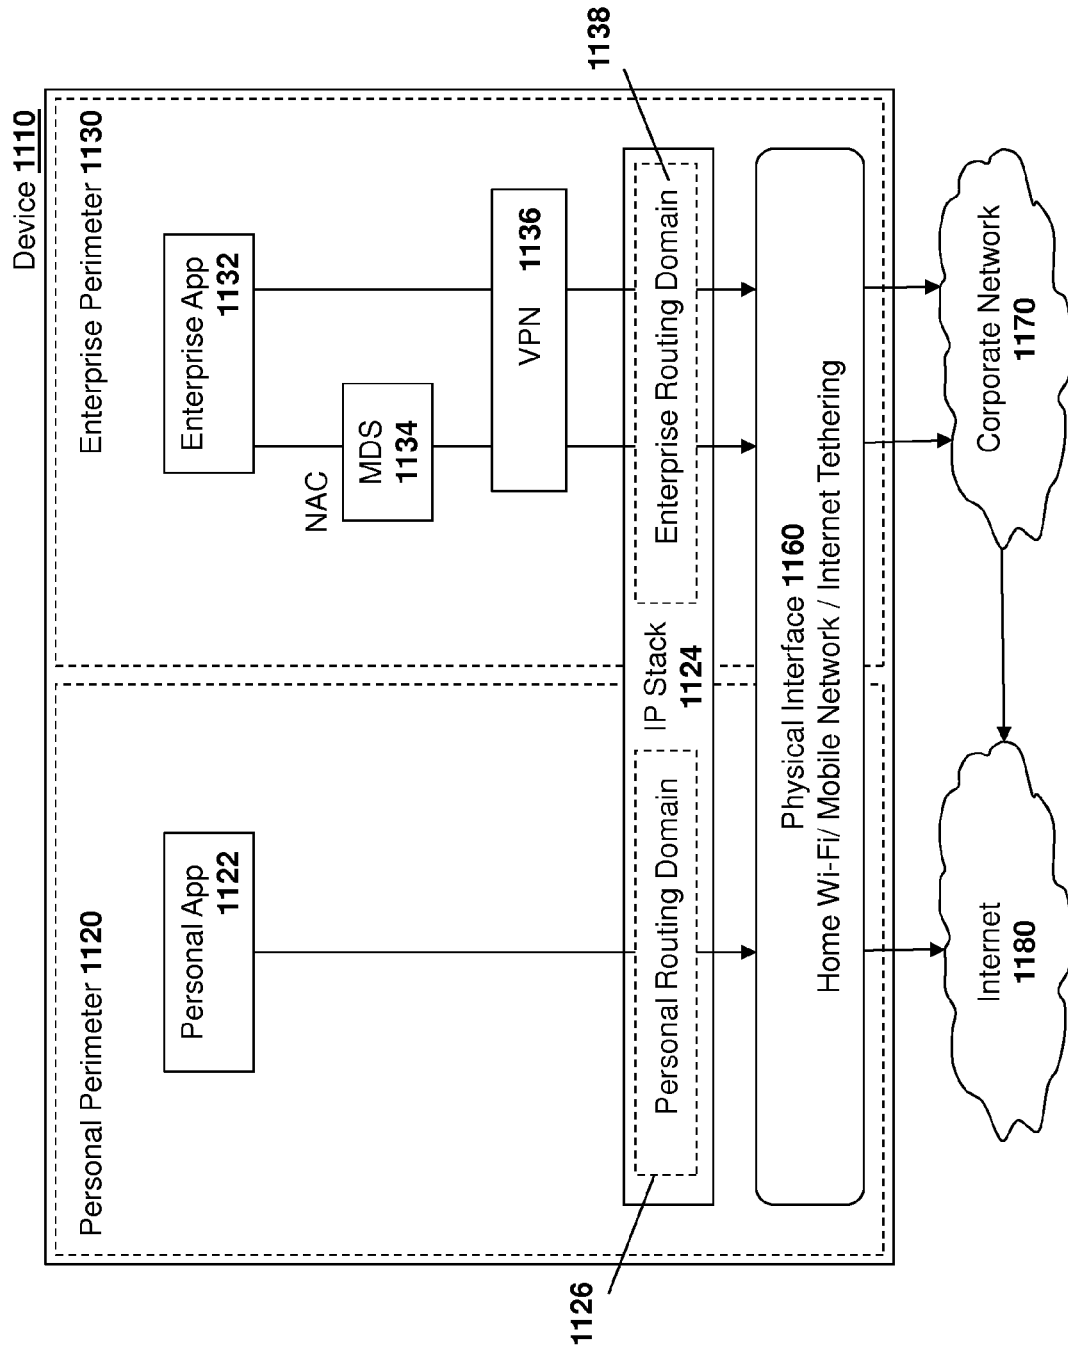 Device 1110
Personal Perimeter 1120
Enterprise Perimeter 1130
Personal App
1122
Enterprise App
1132
NAC
MDS
1134
VPN 1136
1126
Personal Routing Domain
IP Stack
1124
Enterprise Routing Domain
1138
Physical Interface 1160
Home Wi-Fi/ Mobile Network / Internet Tethering
Internet
1180
Corporate Network
1170